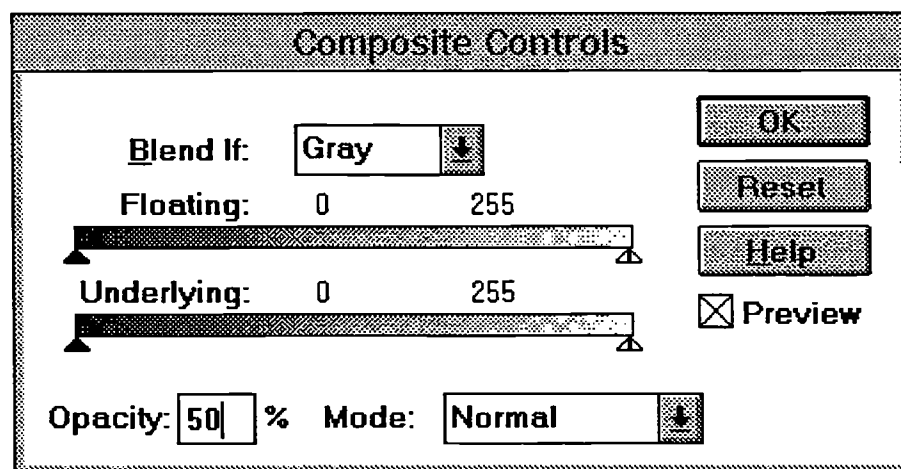 Composite Controls
Blend If: Gray
OK
Floating: 0 255
Reset
Help
Underlying: 0 255
Preview
Opacity: 50 % Mode: Normal